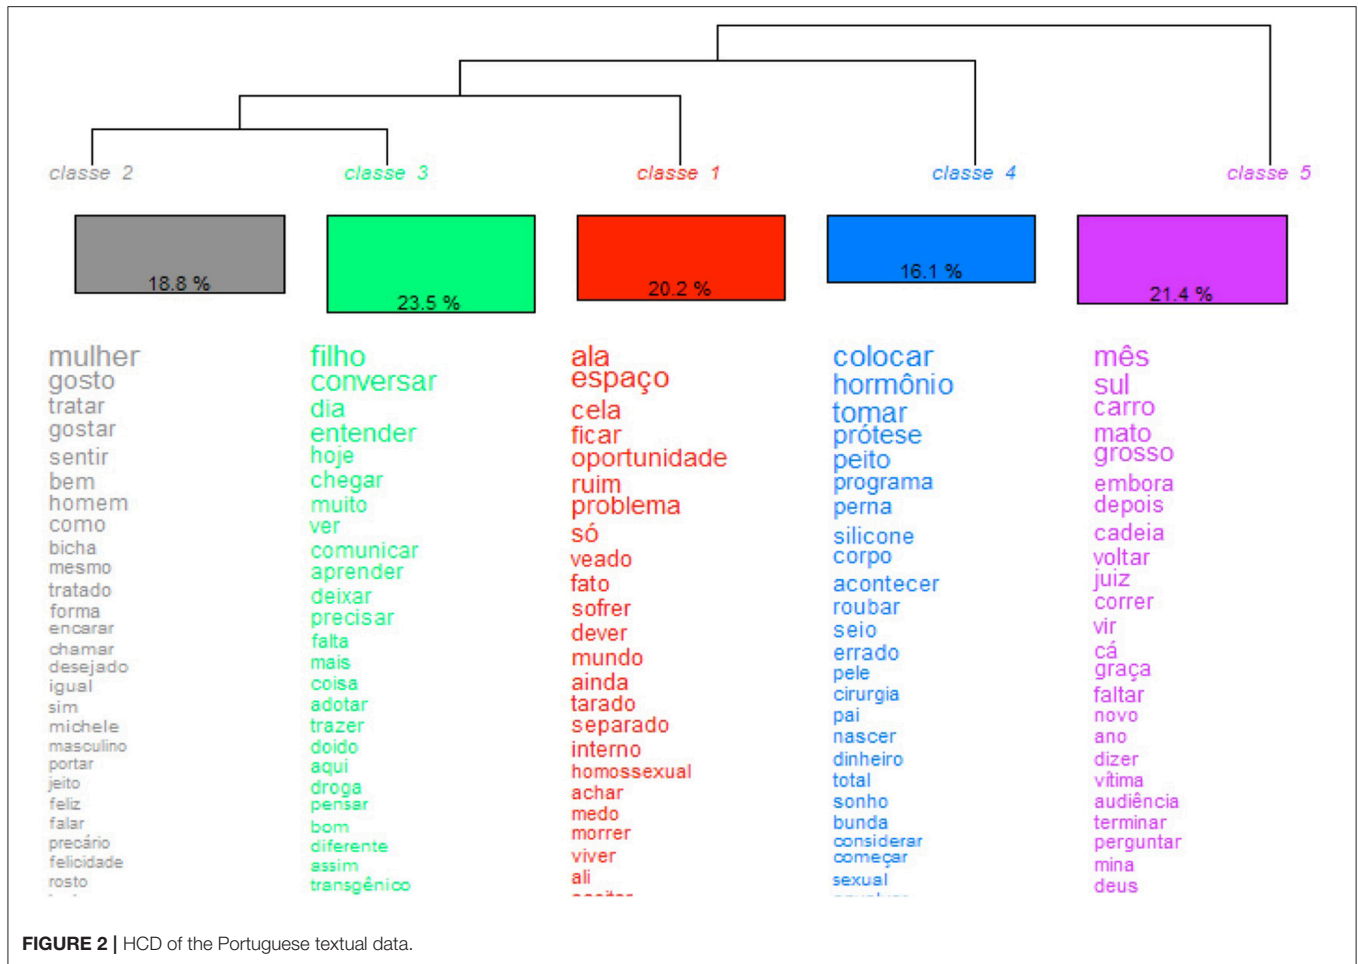 classe 2
classe 3
classe 1
classe 4
classe 5
18.8 %
23.5 %
20.2 %
16.1 %
21.4 %
mulher
gosto
tratar
gostar
sentir
bem
homem
como
bicha
mesmo
tratado
forma
encarar
chamar
desejado
igual
sim
michele
masculino
portar
jeito
feliz
falar
precário
felicidade
rosto
filho
conversar
dia
entender
hoje
chegar
muito
ver
comunicar
aprender
deixar
precisar
falta
mais
coisa
adotar
trazer
doido
aqui
droga
pensar
bom
diferente
assim
transgênico
ala
espaço
cela
ficar
oportunidade
ruim
problema
só
veado
fato
sofrer
dever
mundo
ainda
tarado
separado
interno
homossexual
achar
medo
morrer
viver
ali
colocar
hormônio
tomar
prótese
peito
programa
perna
silicone
corpo
acontecer
roubar
seio
errado
pele
cirurgia
pai
nascer
dinheiro
total
sonho
bunda
considerar
começar
sexual
mês
sul
carro
mato
grosso
embora
depois
cadeia
voltar
juiz
correr
vir
cá
graça
faltar
novo
ano
dizer
vítima
audiência
terminar
perguntar
mina
deus
FIGURE 2 | HCD of the Portuguese textual data.